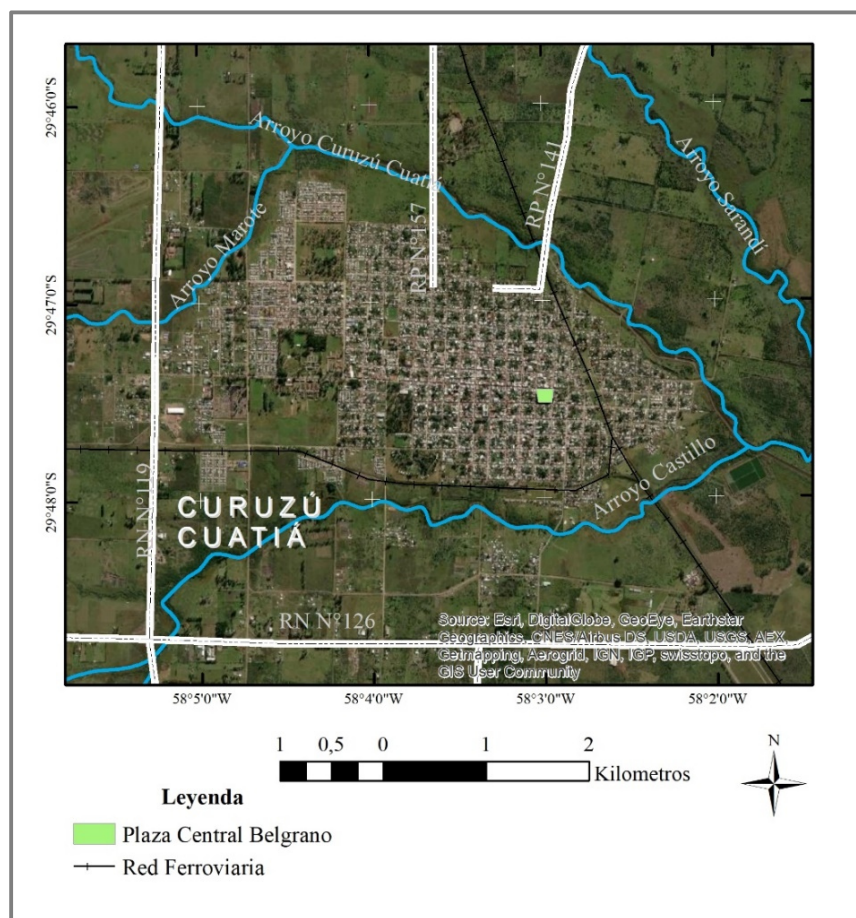 29°46'0"S
29°47'0"S
29°48'0"S
Arroyo Curuzú Cuatiá
Arroyo Marote
RP N°157
RP N°141
Arroyo Sarandí
Arroyo Castillo
RN N°119
CURUZÚ
CUATIÁ
RN N°126
Source: Esri, DigitalGlobe, GeoEye, Earthstar
Geographics, CNES/Airbus DS, USDA, USGS, AEX,
Getmapping, Aerogrid, IGN, IGP, swisstopo, and the
GIS User Community
58°5'0"W
58°4'0"W
58°3'0"W
58°2'0"W
1 0,5 0 1 2
Kilometros
N
Leyenda
Plaza Central Belgrano
Red Ferroviaria